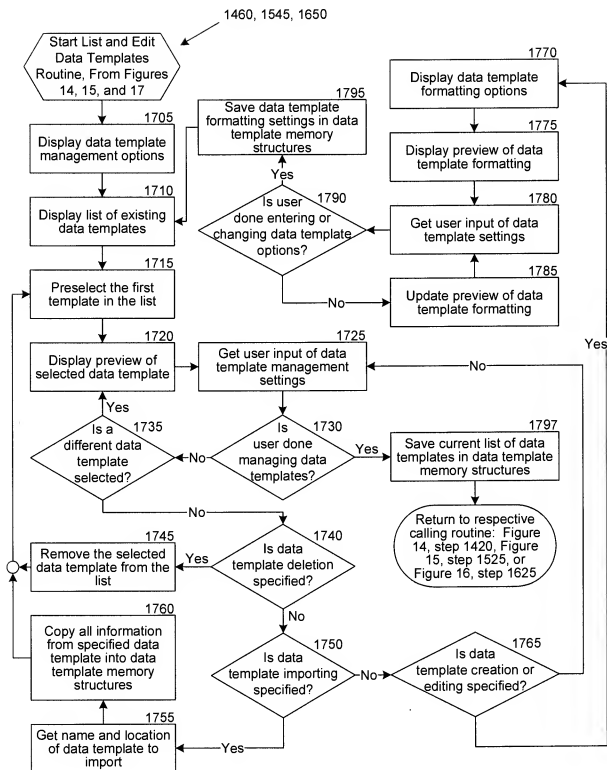 1460, 1545, 1650
Start List and Edit
Data Templates
Routine, From Figures
14, 15, and 17
1705
Display data template
management options
1710
Display list of existing
data templates
1715
Preselect the first
template in the list
1720
Display preview of
selected data template
1725
Get user input of data
template management
settings
1730
Is
user done
managing data
templates?
Yes
No
1735
Is a
different data
template
selected?
Yes
No
1797
Save current list of data
templates in data template
memory structures
Return to respective
calling routine: Figure
14, step 1420, Figure
15, step 1525, or
Figure 16, step 1625
1740
Is data
template deletion
specified?
Yes
No
1745
Remove the selected
data template from the
list
1750
Is data
template importing
specified?
No
Yes
1755
Get name and location
of data template to
import
1760
Copy all information
from specified data
template into data
template memory
structures
1765
Is data
template creation or
editing specified?
No
Yes
1770
Display data template
formatting options
1775
Display preview of data
template formatting
1780
Get user input of data
template settings
1785
Update preview of data
template formatting
1790
Is user
done entering or
changing data template
options?
No
Yes
1795
Save data template
formatting settings in data
template memory
structures